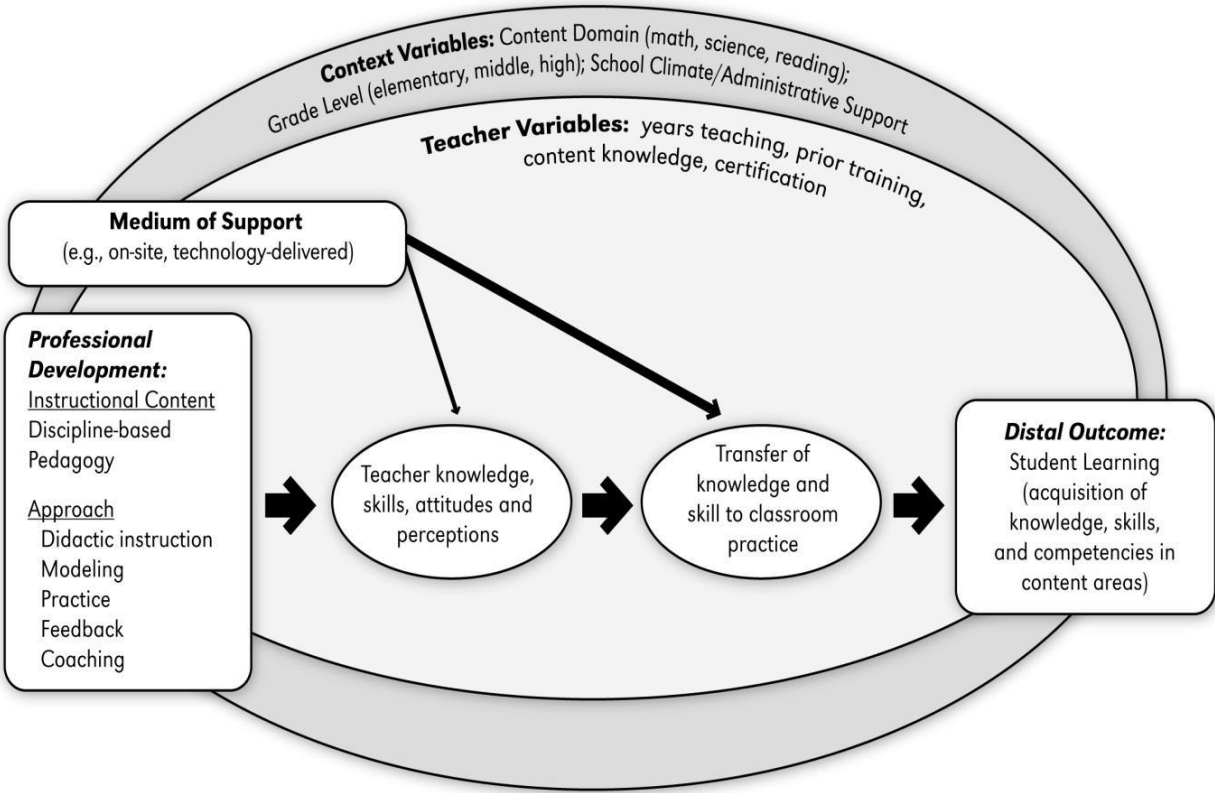 Context Variables: Content Domain (math, science, reading);
Grade Level (elementary, middle, high); School Climate/Administrative Support
Teacher Variables: years teaching, prior training,
content knowledge, certification
Medium of Support
(e.g., on-site, technology-delivered)
Professional
Development:
Instructional Content
Discipline-based
Pedagogy
Approach
Didactic instruction
Modeling
Practice
Feedback
Coaching
Teacher knowledge,
skills, attitudes and
perceptions
Transfer of
knowledge and
skill to classroom
practice
Distal Outcome:
Student Learning
(acquisition of
knowledge, skills,
and competencies in
content areas)